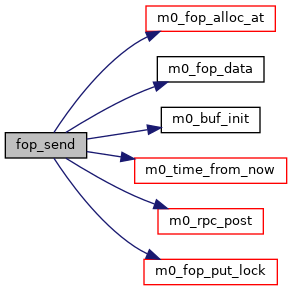 m0_fop_alloc_at
m0_fop_data
m0_buf_init
fop_send
m0_time_from_now
m0_rpc_post
m0_fop_put_lock